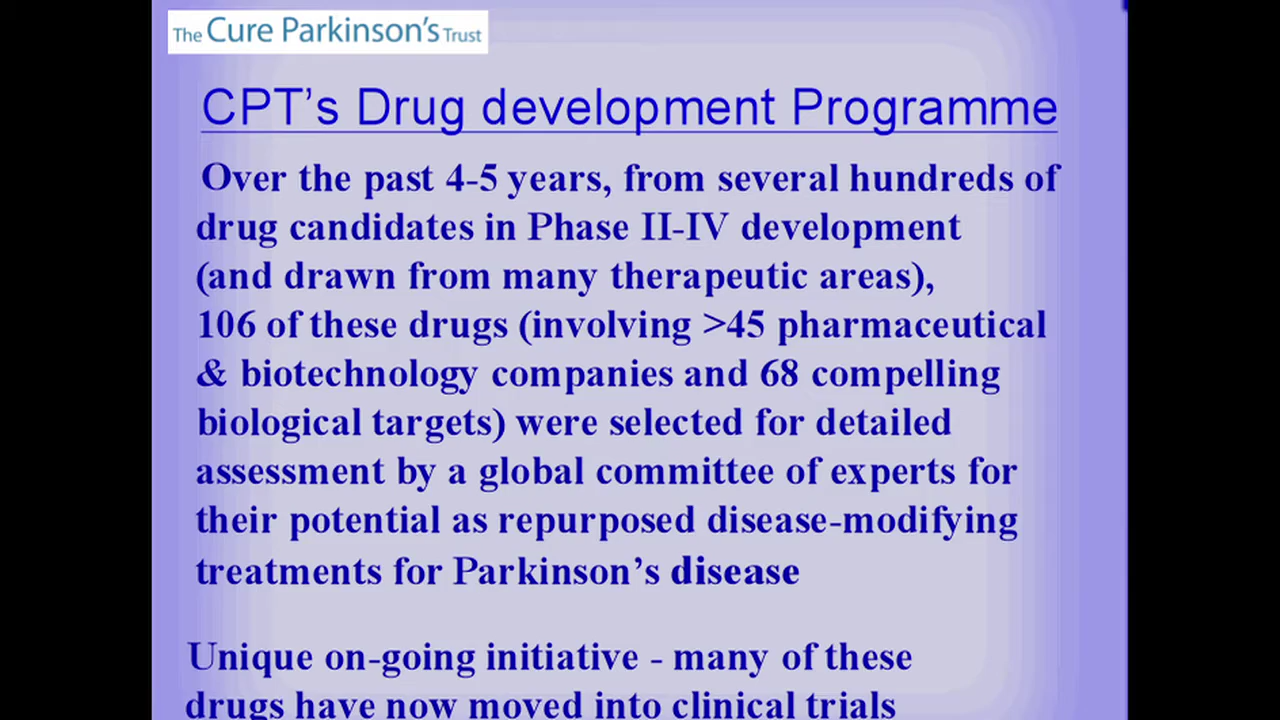 The Cure Parkinson's Trust
CPT's Drug development Programme
Over the past 4-5 years, from several hundreds of
drug candidates in Phase II-IV development
(and drawn from many therapeutic areas),
106 of these drugs (involving >45 pharmaceutical
& biotechnology companies and 68 compelling
biological targets) were selected for detailed
assessment by a global committee of experts for
their potential as repurposed disease-modifying
treatments for Parkinson's disease
Unique on-going initiative - many of these
drugs have now moved into clinical trials